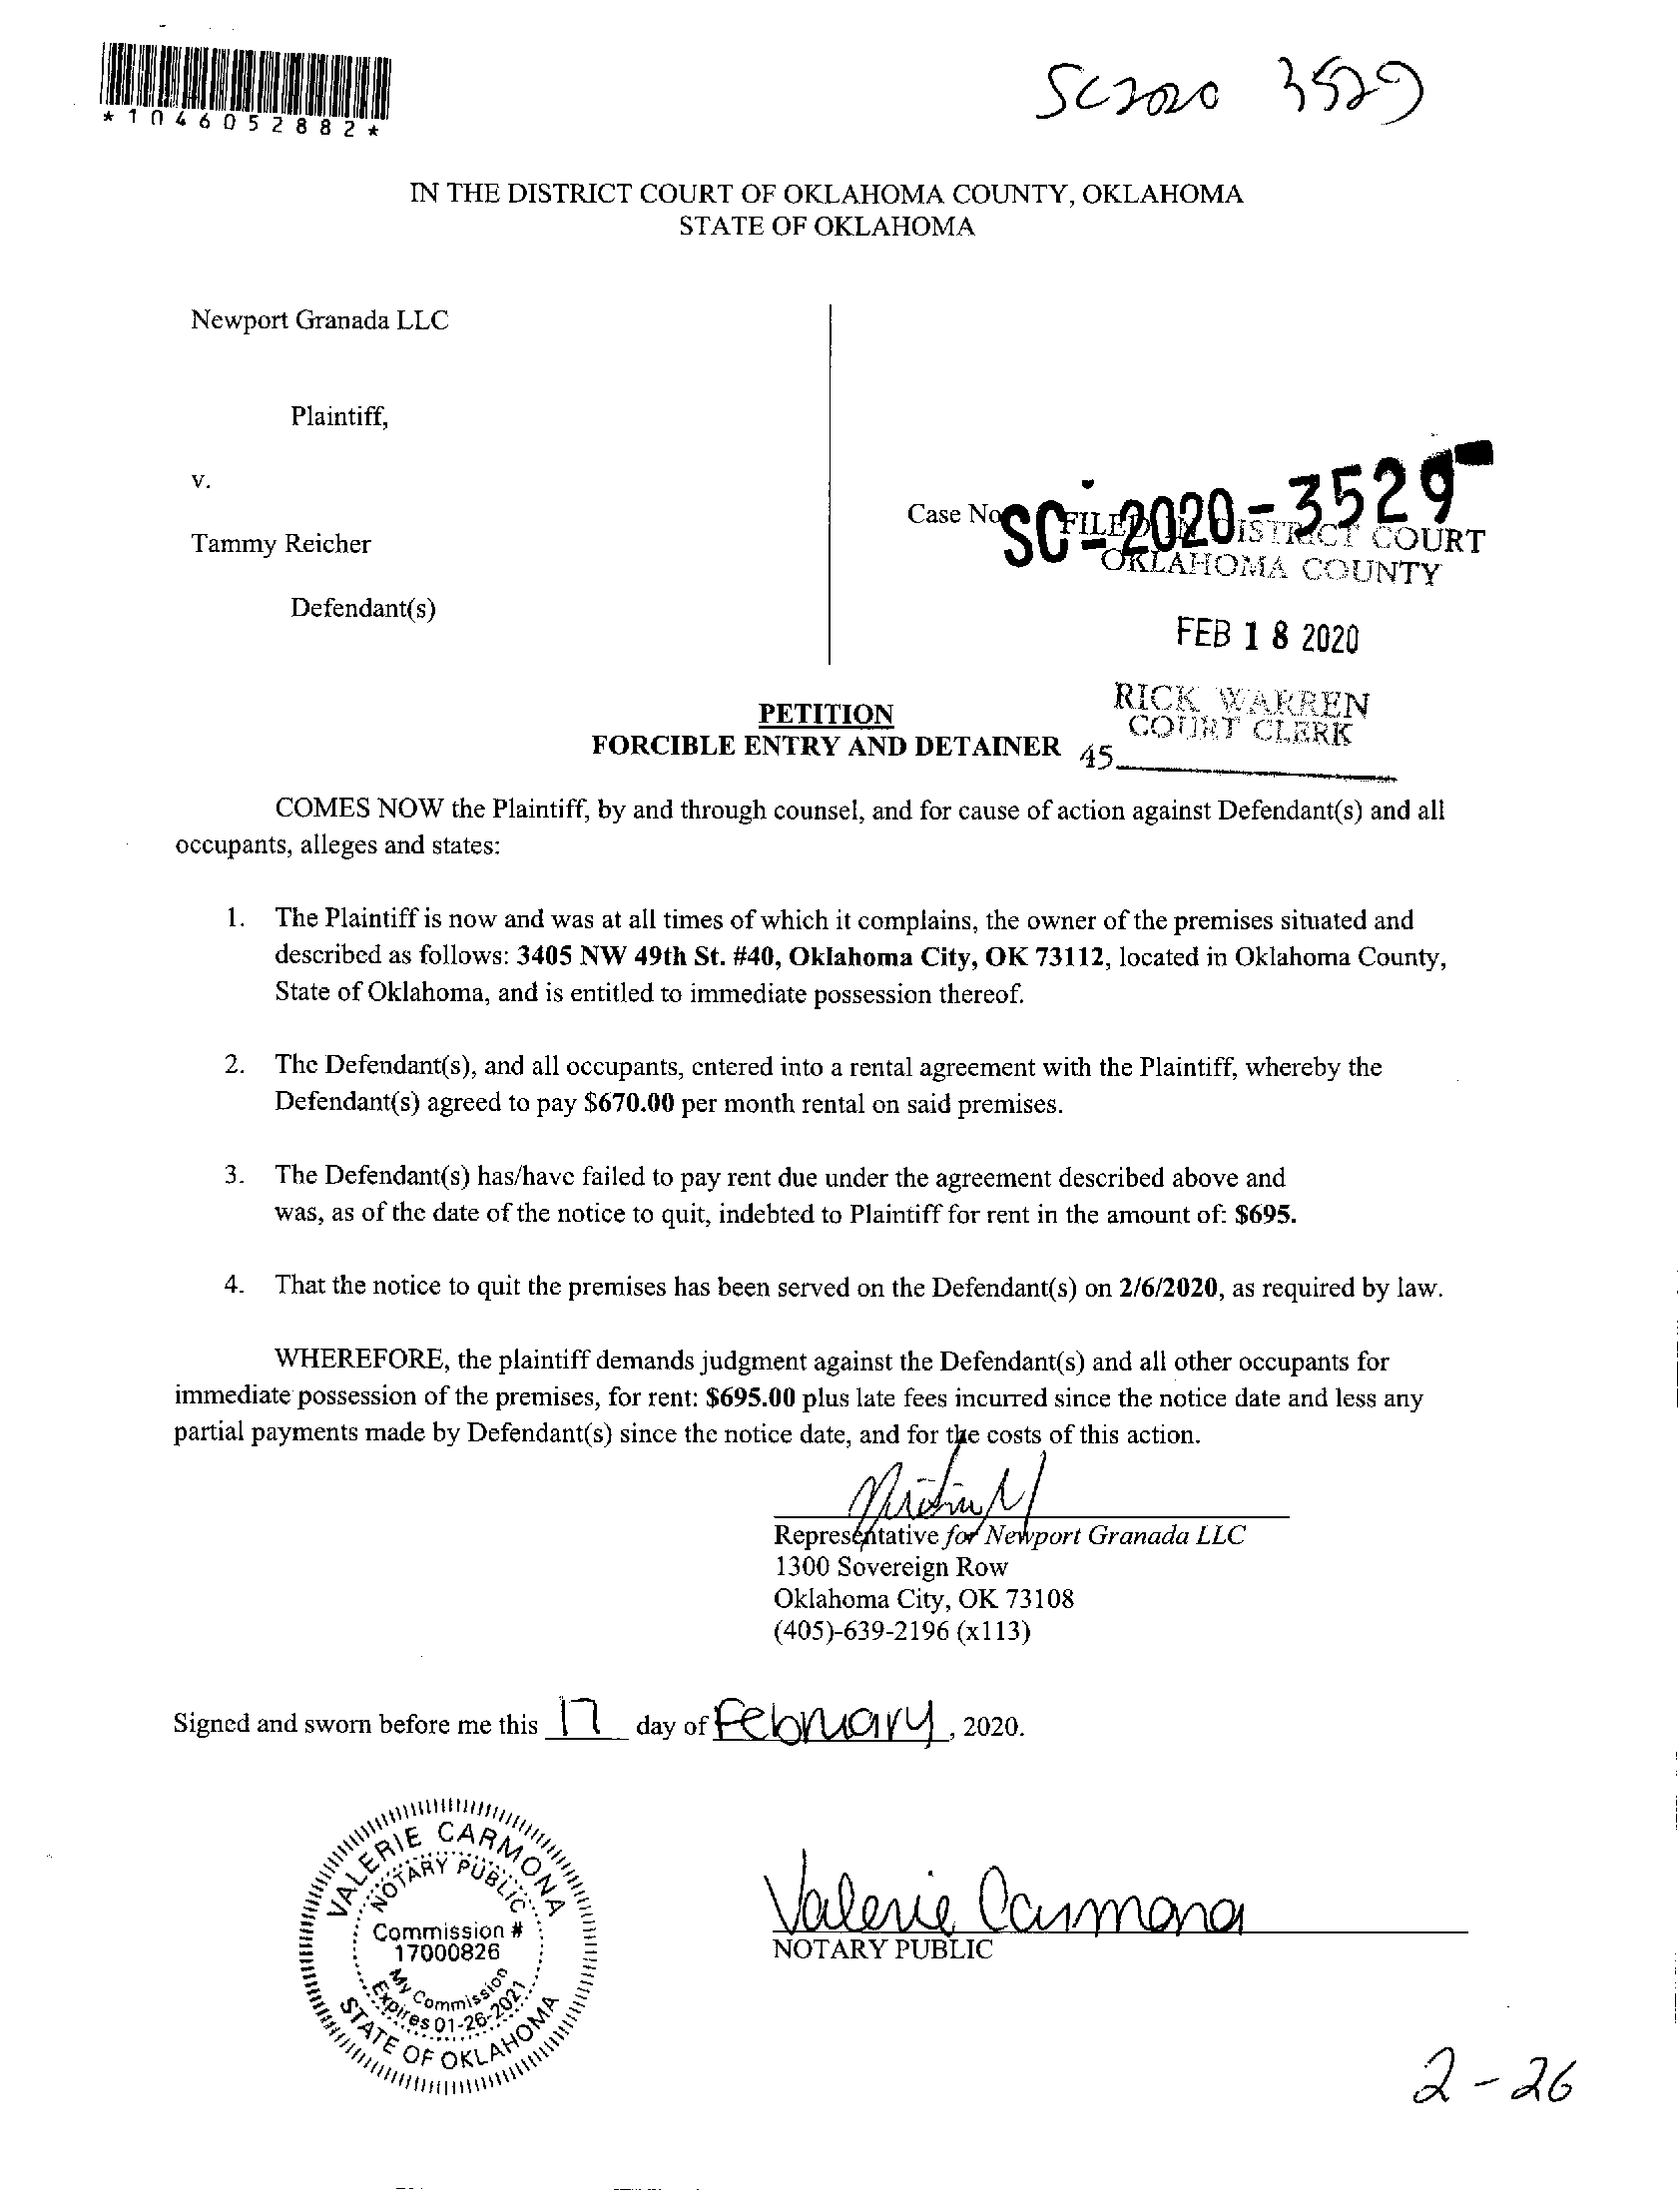 SC2020 3529
*1046052882*
IN THE DISTRICT COURT OF OKLAHOMA COUNTY, OKLAHOMA
STATE OF OKLAHOMA
Newport Granada LLC
Plaintiff,
v.
Tammy Reicher
Defendant(s)
Case No
SC-2020-3529
FILED IN DISTRICT COURT
OKLAHOMA COUNTY
FEB 18 2020
RICK WARREN
COURT CLERK
45
PETITION
FORCIBLE ENTRY AND DETAINER
COMES NOW the Plaintiff, by and through counsel, and for cause of action against Defendant(s) and all
occupants, alleges and states:
1. The Plaintiff is now and was at all times of which it complains, the owner of the premises situated and
described as follows: 3405 NW 49th St. #40, Oklahoma City, OK 73112, located in Oklahoma County,
State of Oklahoma, and is entitled to immediate possession thereof.
2. The Defendant(s), and all occupants, entered into a rental agreement with the Plaintiff, whereby the
Defendant(s) agreed to pay $670.00 per month rental on said premises.
3. The Defendant(s) has/have failed to pay rent due under the agreement described above and
was, as of the date of the notice to quit, indebted to Plaintiff for rent in the amount of: $695.
4. That the notice to quit the premises has been served on the Defendant(s) on 2/6/2020, as required by law.
WHEREFORE, the plaintiff demands judgment against the Defendant(s) and all other occupants for
immediate possession of the premises, for rent: $695.00 plus late fees incurred since the notice date and less any
partial payments made by Defendant(s) since the notice date, and for the costs of this action.
Representative for Newport Granada LLC
1300 Sovereign Row
Oklahoma City, OK 73108
(405)-639-2196 (x113)
Signed and sworn before me this 17 day of February, 2020.
VALERIE CARMONA
NOTARY PUBLIC
Commission #
17000826
My Commission
Expires 01-26-2021
STATE OF OKLAHOMA
Valerie Carmona
NOTARY PUBLIC
2-26